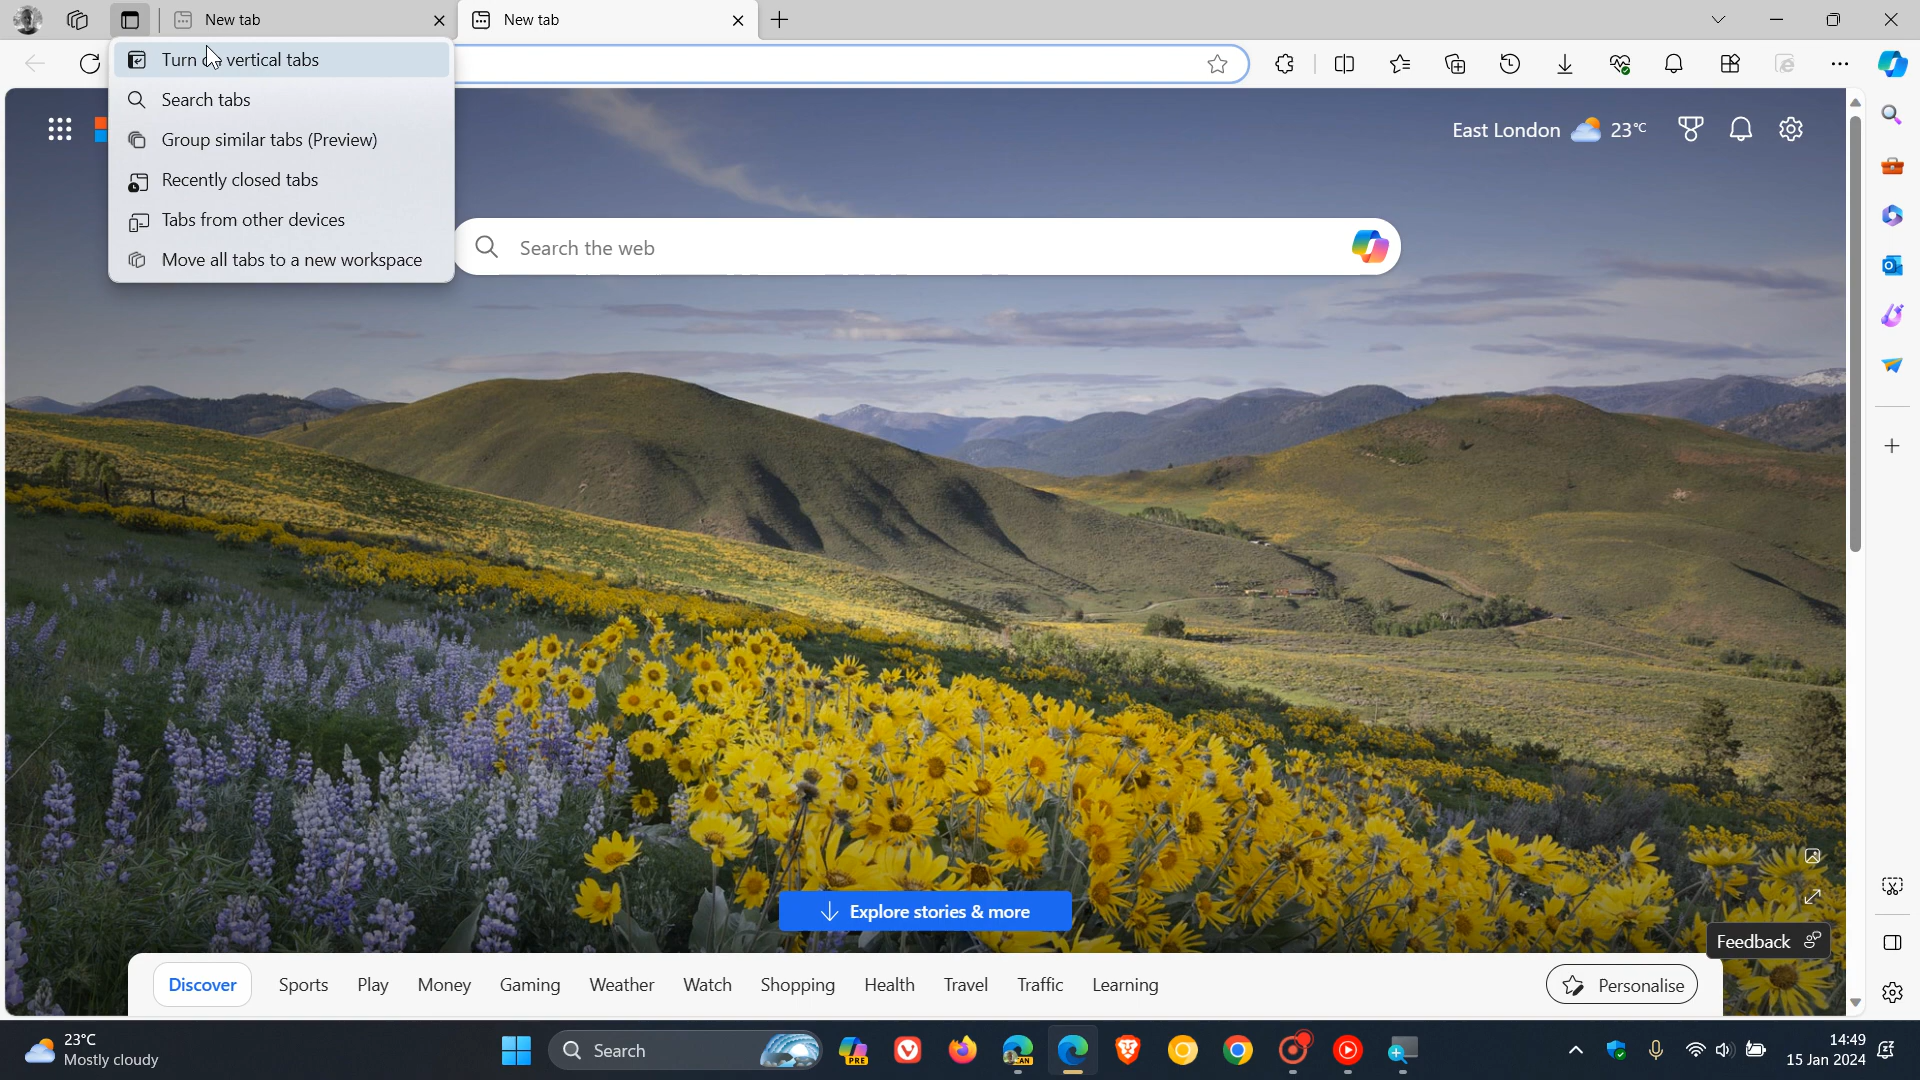 New tab
New tab
Turn on vertical tabs
Search tabs
Group similar tabs (Preview)
Recently closed tabs
Tabs from other devices
Move all tabs to a new workspace
East London 23°C
Search the web
Explore stories & more
Feedback
Discover Sports Play Money Gaming Weather Watch Shopping Health Travel Traffic Learning Personalise
23°C
Mostly cloudy
Search
PRE
CAN
14:49
15 Jan 2024